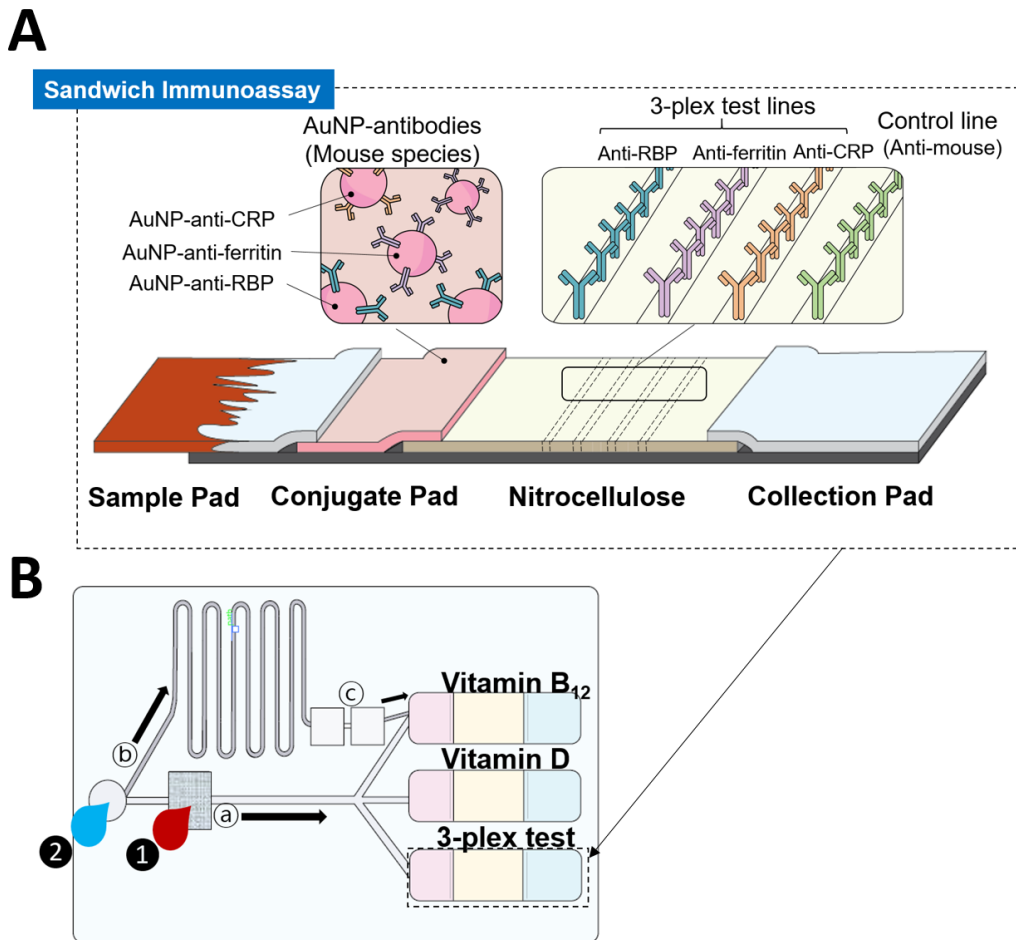 A
Sandwich Immunoassay
AuNP-antibodies
(Mouse species)
AuNP-anti-CRP
AuNP-anti-ferritin
AuNP-anti-RBP
3-plex test lines
Anti-RBP Anti-ferritin Anti-CRP
Control line
(Anti-mouse)
Sample Pad Conjugate Pad Nitrocellulose Collection Pad
B
path
Vitamin B12
c
b
Vitamin D
a
3-plex test
2
1